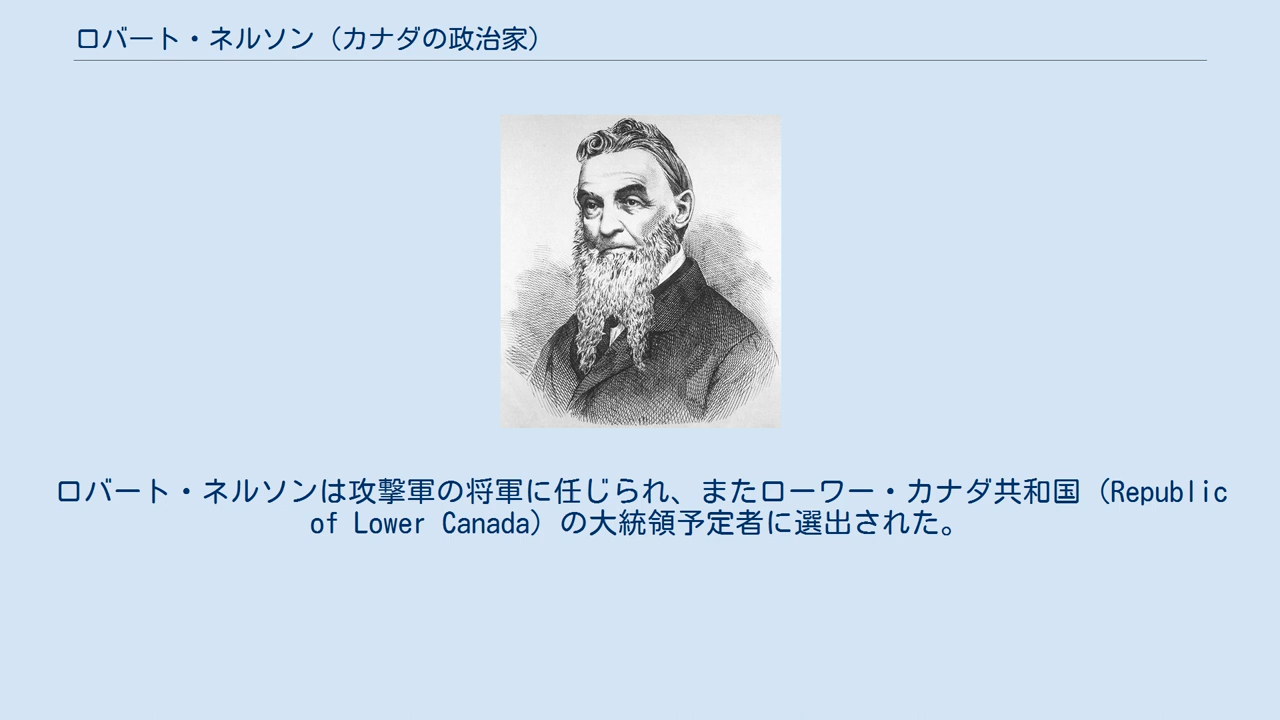 ロバート・ネルソン（カナダの政治家）
ロバート・ネルソンは攻撃軍の将軍に任じられ、またローワー・カナダ共和国（Republic
of Lower Canada）の大統領予定者に選出された。